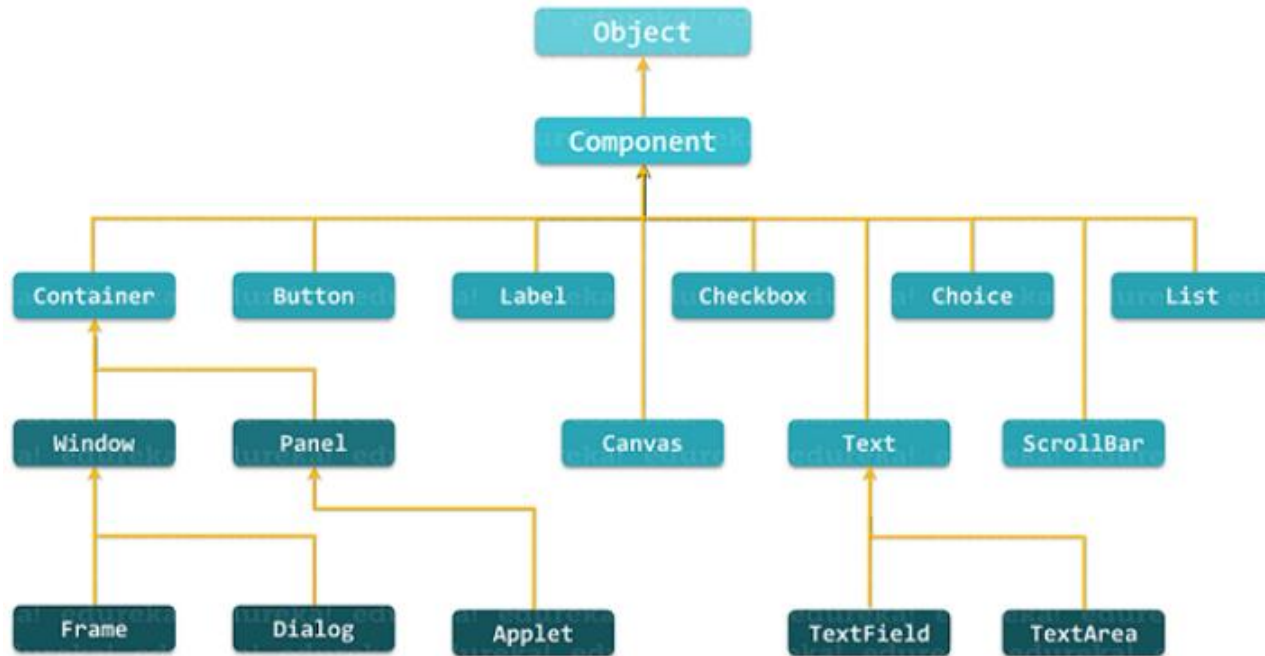 Object
Component
Container
Button
Label
Checkbox
Choice
List
Window
Panel
Canvas
Text
ScrollBar
Frame
Dialog
Applet
TextField
TextArea